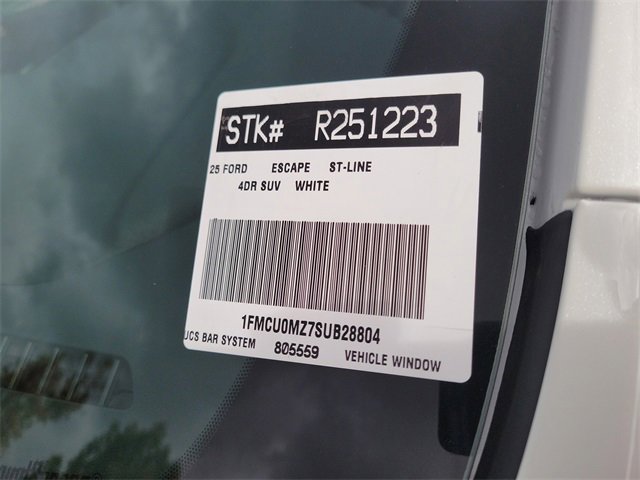 STK# R251223
25 FORD ESCAPE ST-LINE
4DR SUV WHITE
1FMCU0MZ7SUB28804
UCS BAR SYSTEM 805559 VEHICLE WINDOW